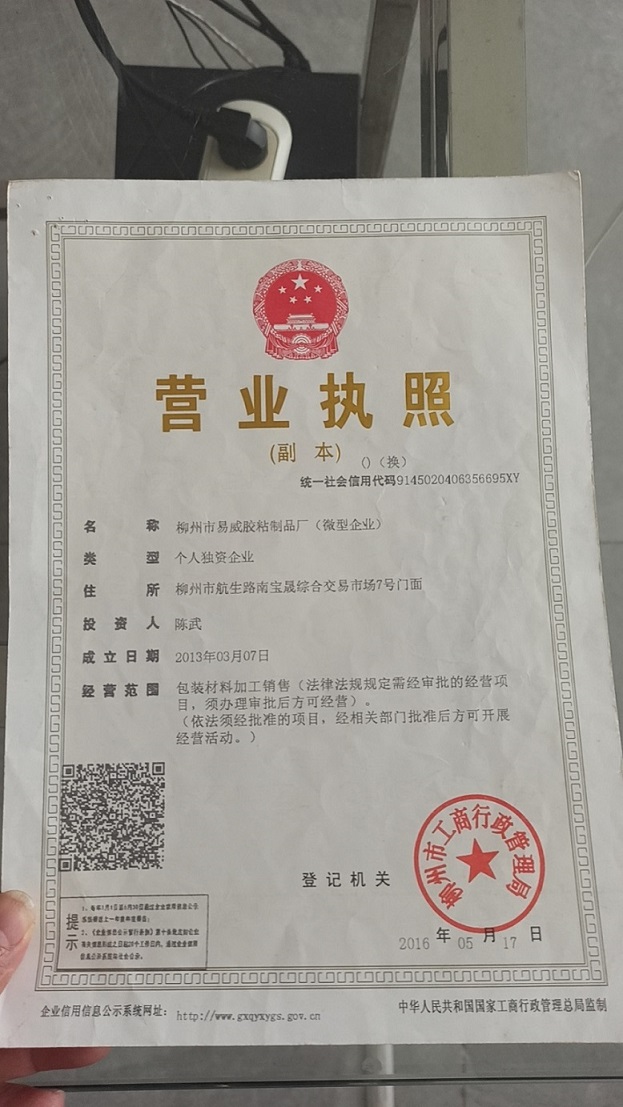 营业执照
(副 本)
()（换）
统一社会信用代码9145020406356695XY
名 称 柳州市易威胶粘制品厂（微型企业）
类 型 个人独资企业
住 所 柳州市航生路南宝晟综合交易市场7号门面
投 资 人 陈武
成立日期 2013年03月07日
经营范围 包装材料加工销售（法律法规规定需经审批的经营项
目，须办理审批后方可经营）。
（依法须经批准的项目，经相关部门批准后方可开展
经营活动。）
柳州市工商行政管理局
登记机关
2016 年 05 月 17 日
提示
企业信用信息公示系统网址： http://www.gxqyxygs.gov.cn
中华人民共和国国家工商行政管理总局监制